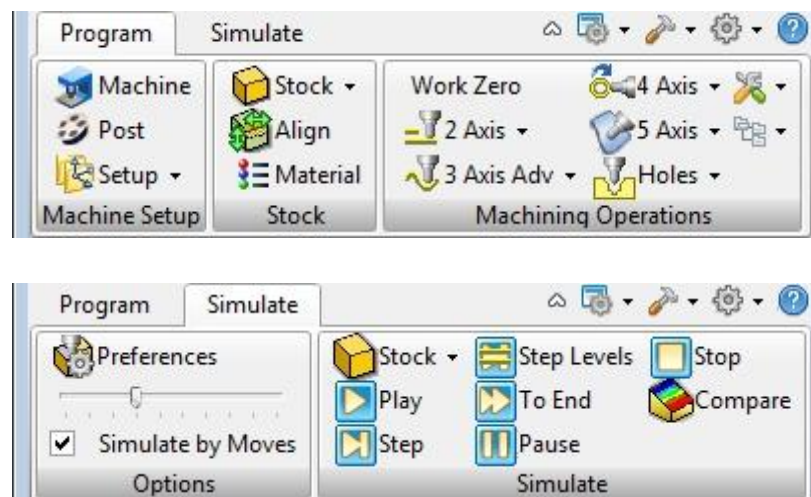 Program Simulate
Machine Stock Work Zero 4 Axis
Post Align 2 Axis 5 Axis
Setup Material 3 Axis Adv Holes
Machine Setup Stock Machining Operations
Program Simulate
Preferences Stock Step Levels Stop
Play To End Compare
Simulate by Moves Step Pause
Options Simulate